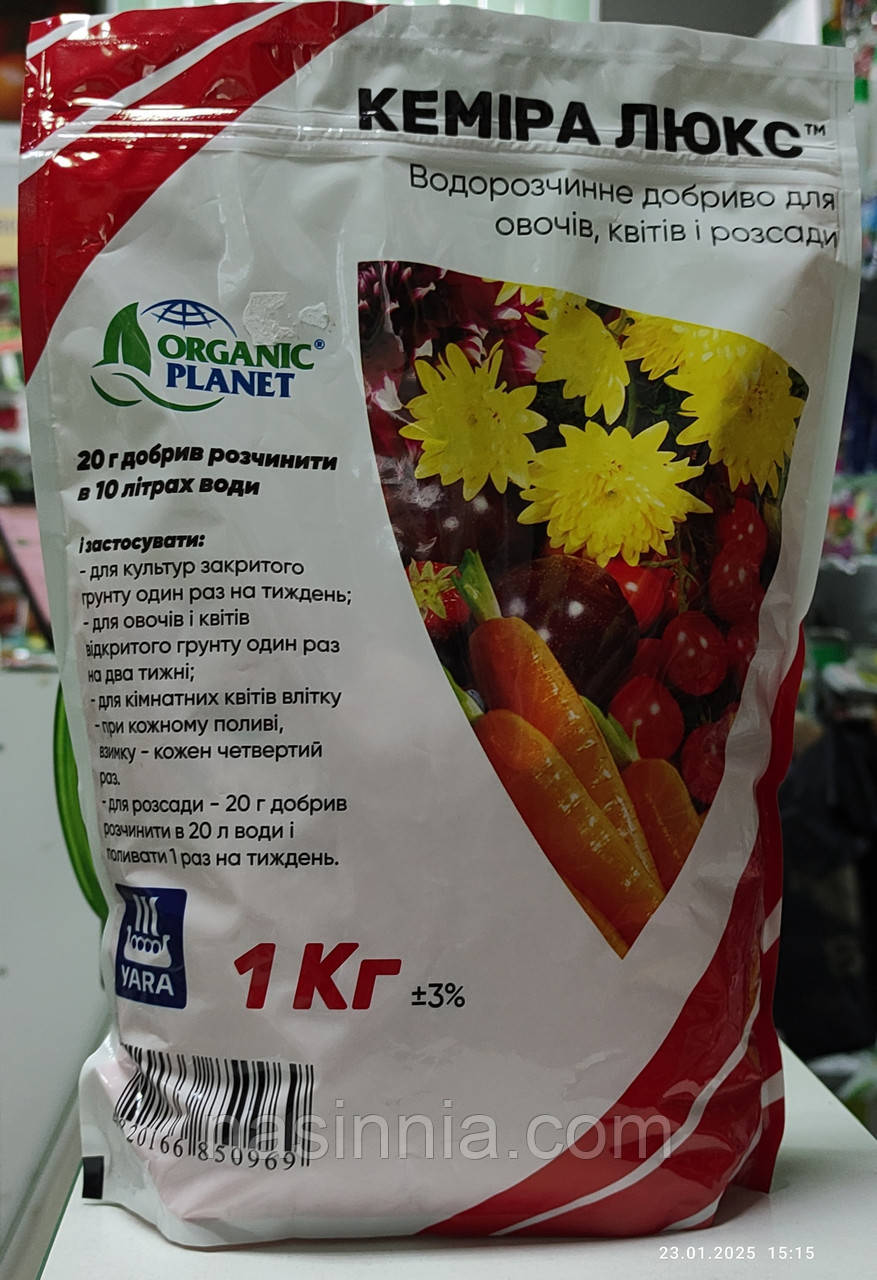 КЕМІРА ЛЮКС™
Водорозчинне добриво для
овочів, квітів і розсади
ORGANIC®
PLANET
20 г добрив розчинити
в 10 літрах води
і застосувати:
- для культур закритого
ґрунту один раз на тиждень;
- для овочів і квітів
відкритого грунту один раз
на два тижні;
- для кімнатних квітів влітку
- при кожному поливі,
взимку - кожен четвертий
раз.
- для розсади - 20 г добрив
розчинити в 20 л води і
поливати 1 раз на тиждень.
YARA
1 Кг ±3%
nasinnia.com
820166 850969
23.01.2025 15:15